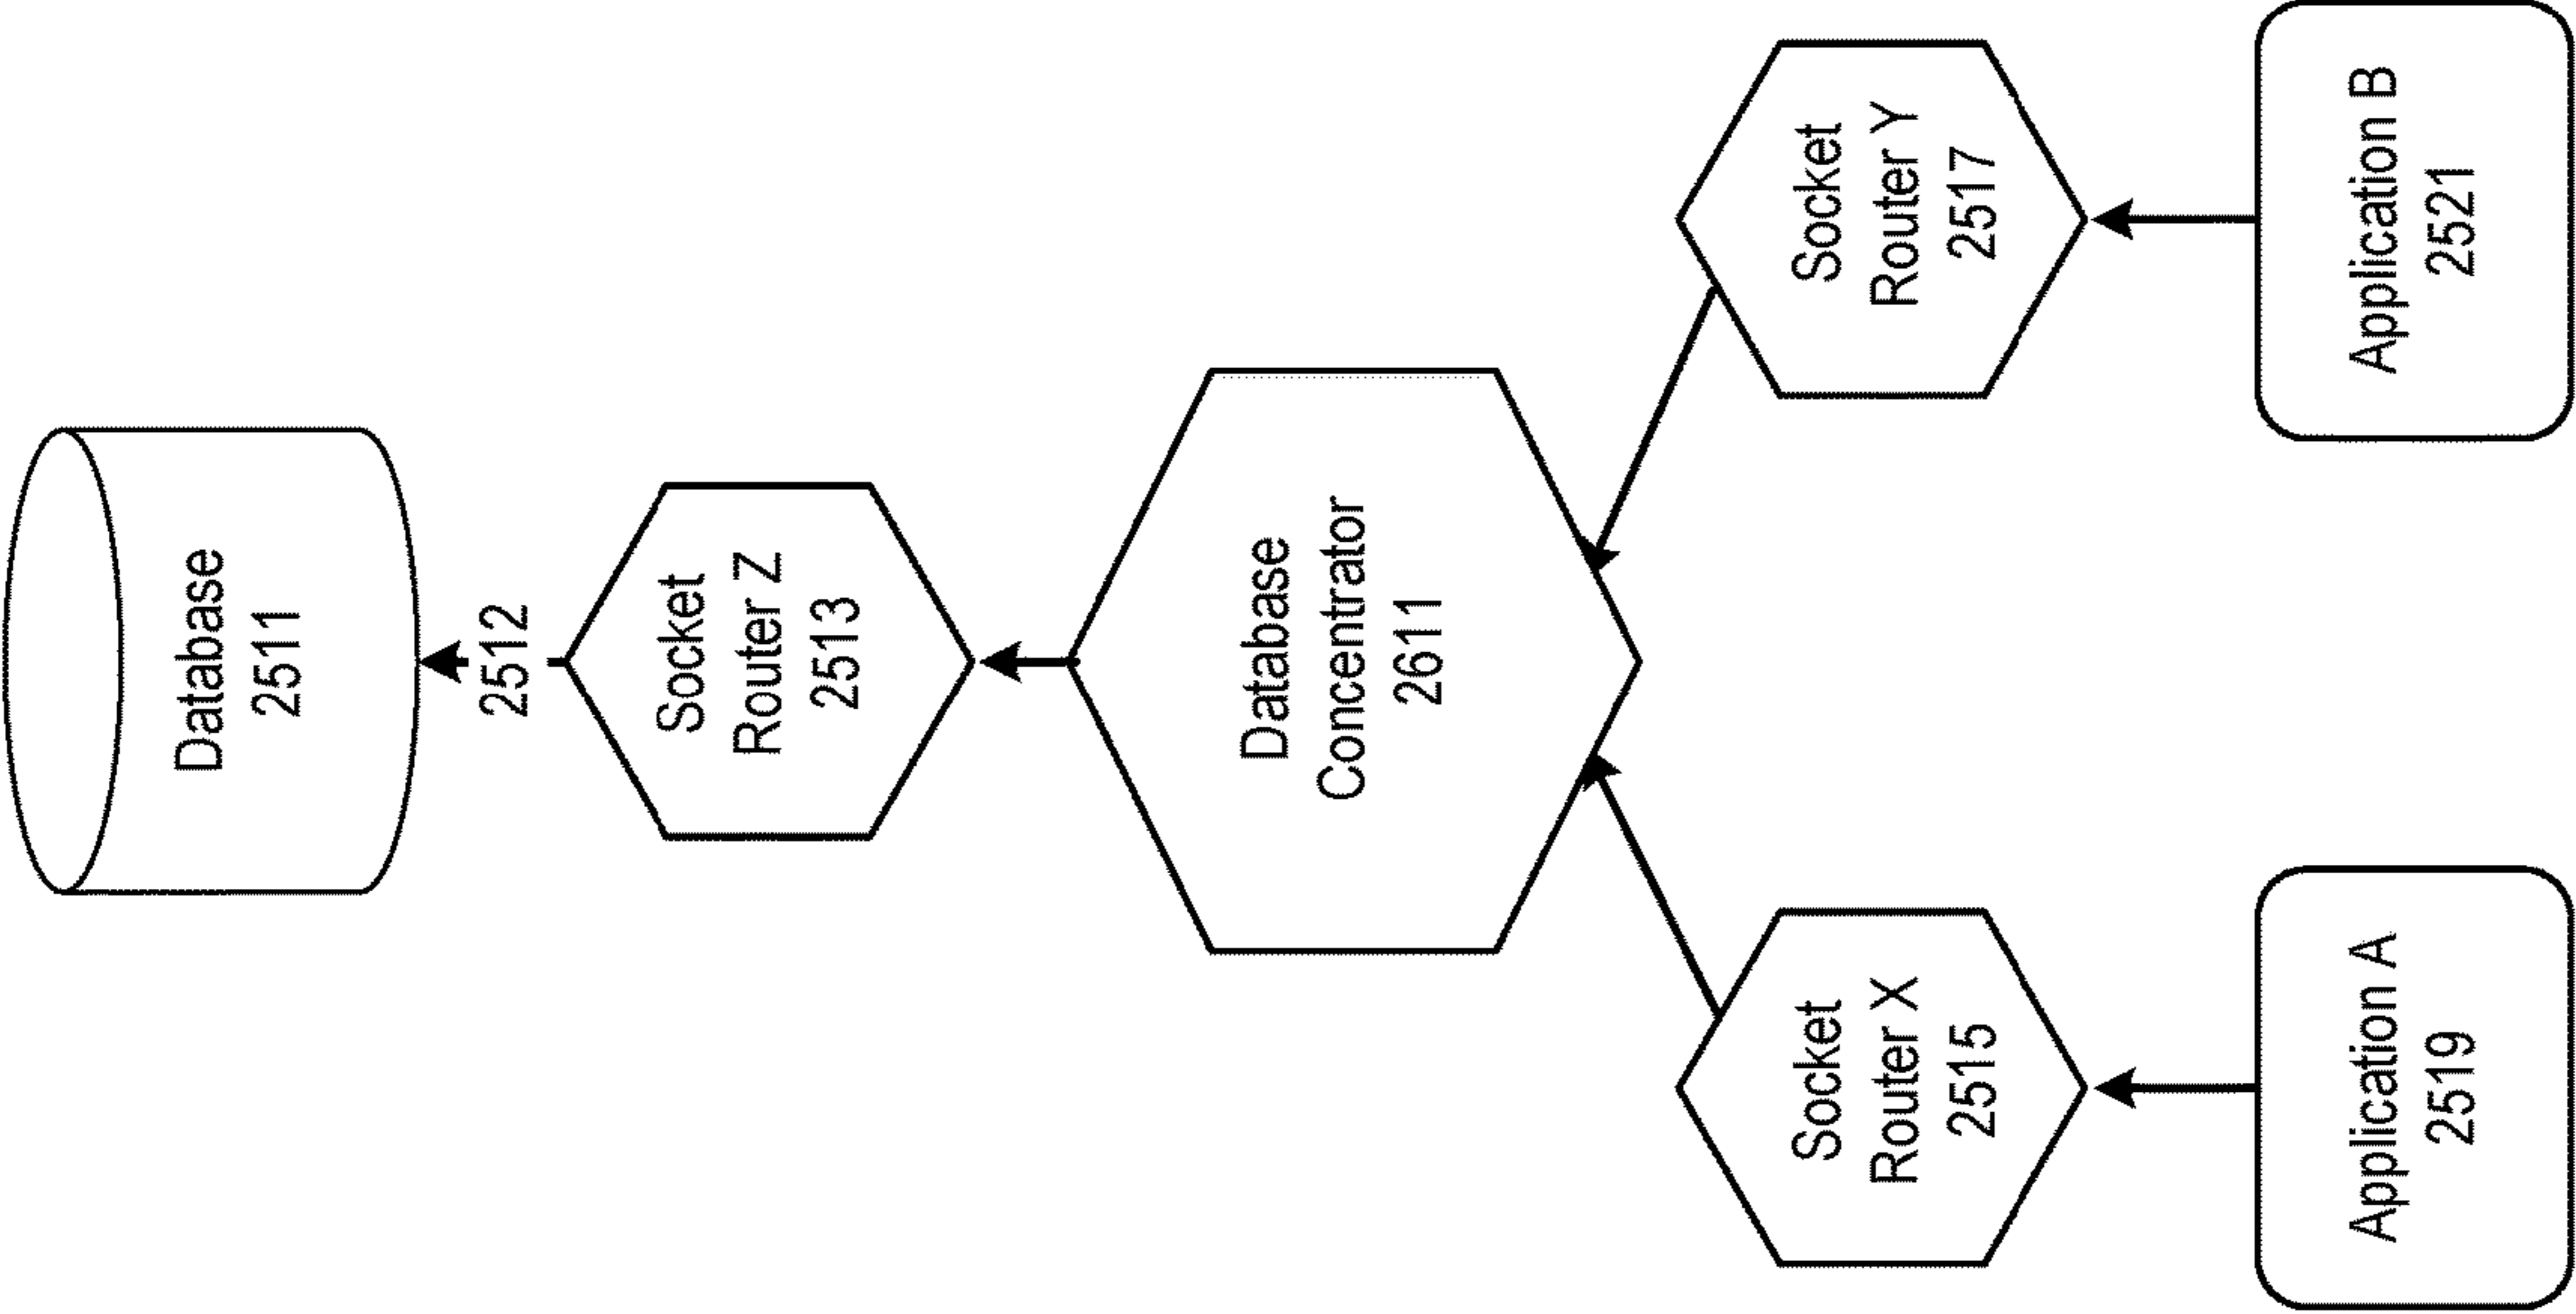 Database
2511
2512
Socket
Router Z
2513
Database
Concentrator
2611
Socket
Router X
2515
Socket
Router Y
2517
Application A
2519
Application B
2521